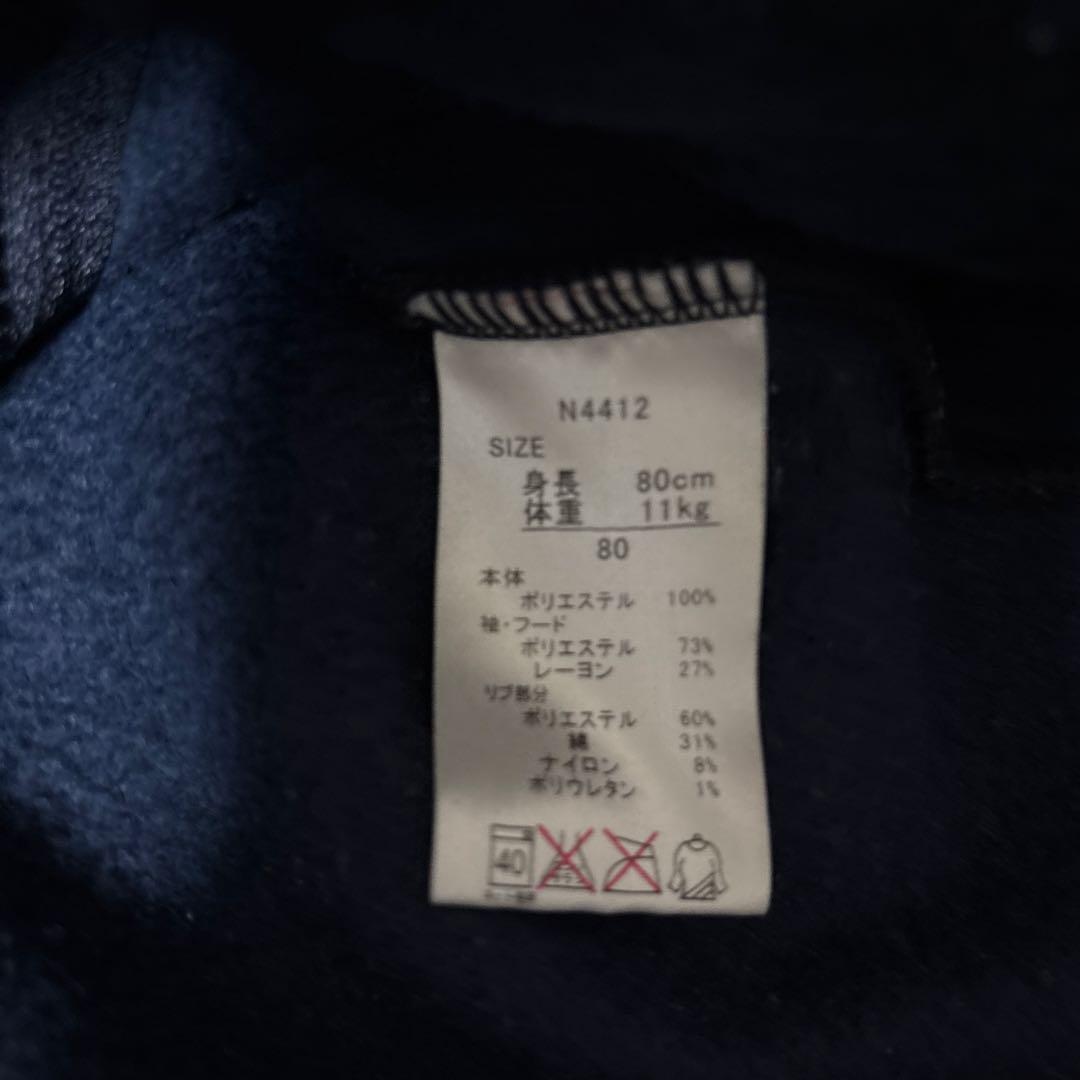 N4412
SIZE
身長 80cm
体重 11kg
80
本体
ポリエステル 100%
袖・フード
ポリエステル 73%
レーヨン 27%
リブ部分
ポリエステル 60%
綿 31%
ナイロン 8%
ポリウレタン 1%
40